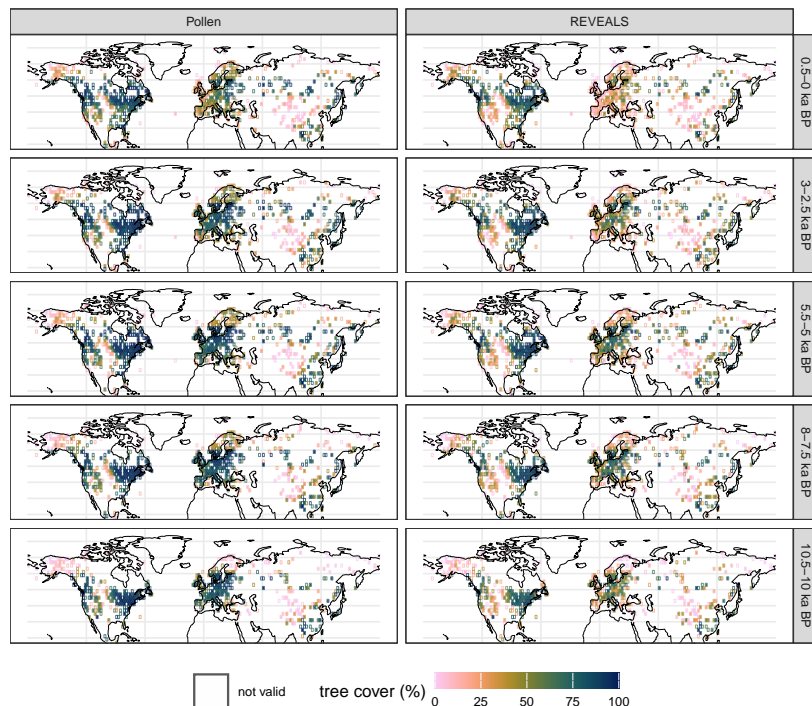 Pollen
REVEALS
0.5–0 ka BP
3–2.5 ka BP
5.5–5 ka BP
8–7.5 ka BP
10.5–10 ka BP
not valid
tree cover (%)
0 25 50 75 100